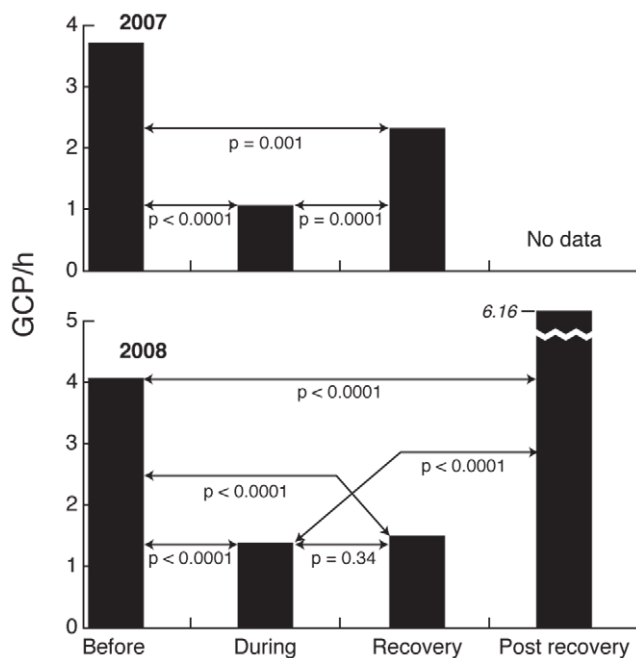 2007
4
3
2
1
0
p = 0.001
p < 0.0001
p = 0.0001
No data
GCP/h
2008
5
4
3
2
1
0
6.16
p < 0.0001
p < 0.0001
p < 0.0001
p < 0.0001
p = 0.34
Before
During
Recovery
Post recovery